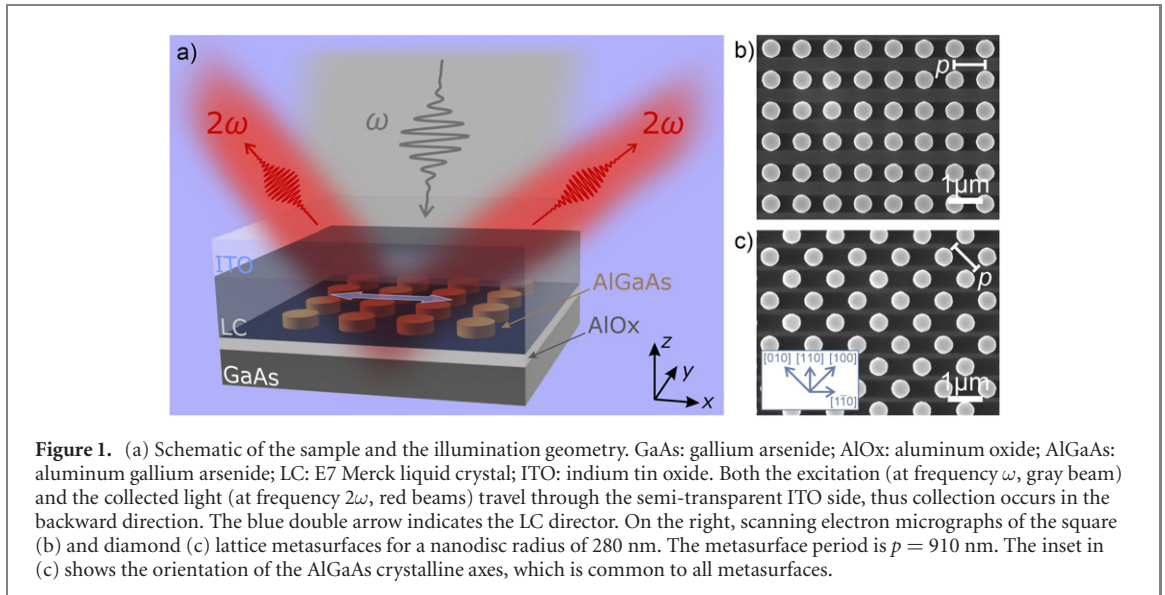 a)
2ω
ω
2ω
ITO
AlGaAs
LC
AlOx
GaAs
z
y
x
b)
p
1μm
c)
p
[010] [110] [100]
[11̄0]
1μm
Figure 1. (a) Schematic of the sample and the illumination geometry. GaAs: gallium arsenide; AlOx: aluminum oxide; AlGaAs:
aluminum gallium arsenide; LC: E7 Merck liquid crystal; ITO: indium tin oxide. Both the excitation (at frequency ω, gray beam)
and the collected light (at frequency 2ω, red beams) travel through the semi-transparent ITO side, thus collection occurs in the
backward direction. The blue double arrow indicates the LC director. On the right, scanning electron micrographs of the square
(b) and diamond (c) lattice metasurfaces for a nanodisc radius of 280 nm. The metasurface period is p = 910 nm. The inset in
(c) shows the orientation of the AlGaAs crystalline axes, which is common to all metasurfaces.